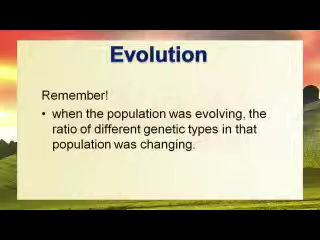 Evolution
Remember!
• when the population was evolving, the
ratio of different genetic types in that
population was changing.